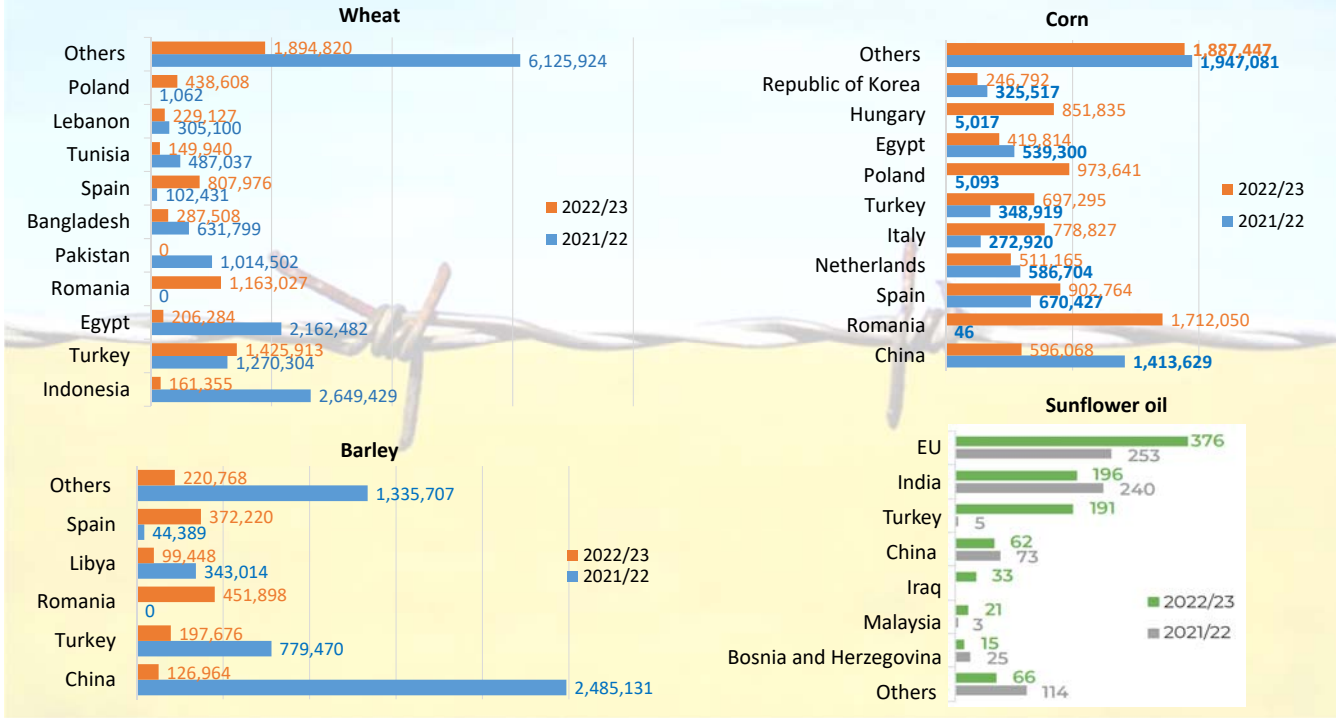 Wheat
Others 1,894,820
6,125,924
Poland 438,608
1,062
Lebanon 229,127
305,100
Tunisia 149,940
487,037
Spain 807,976
102,431
Bangladesh 287,508
631,799
Pakistan 0
1,014,502
Romania 1,163,027
0
Egypt 206,284
2,162,482
Turkey 1,425,913
1,270,304
Indonesia 161,355
2,649,429
2022/23
2021/22
Corn
Others 1,887,447
1,947,081
Republic of Korea 246,792
325,517
Hungary 851,835
5,017
Egypt 419,814
539,300
Poland 973,641
5,093
Turkey 697,295
348,919
Italy 778,827
272,920
Netherlands 511,165
586,704
Spain 902,764
670,427
Romania 1,712,050
46
China 596,068
1,413,629
2022/23
2021/22
Barley
Others 220,768
1,335,707
Spain 372,220
44,389
Libya 99,448
343,014
Romania 451,898
0
Turkey 197,676
779,470
China 126,964
2,485,131
2022/23
2021/22
Sunflower oil
EU 376
253
India 196
240
Turkey 191
5
China 62
73
Iraq 33
Malaysia 21
3
Bosnia and Herzegovina 15
25
Others 66
114
2022/23
2021/22